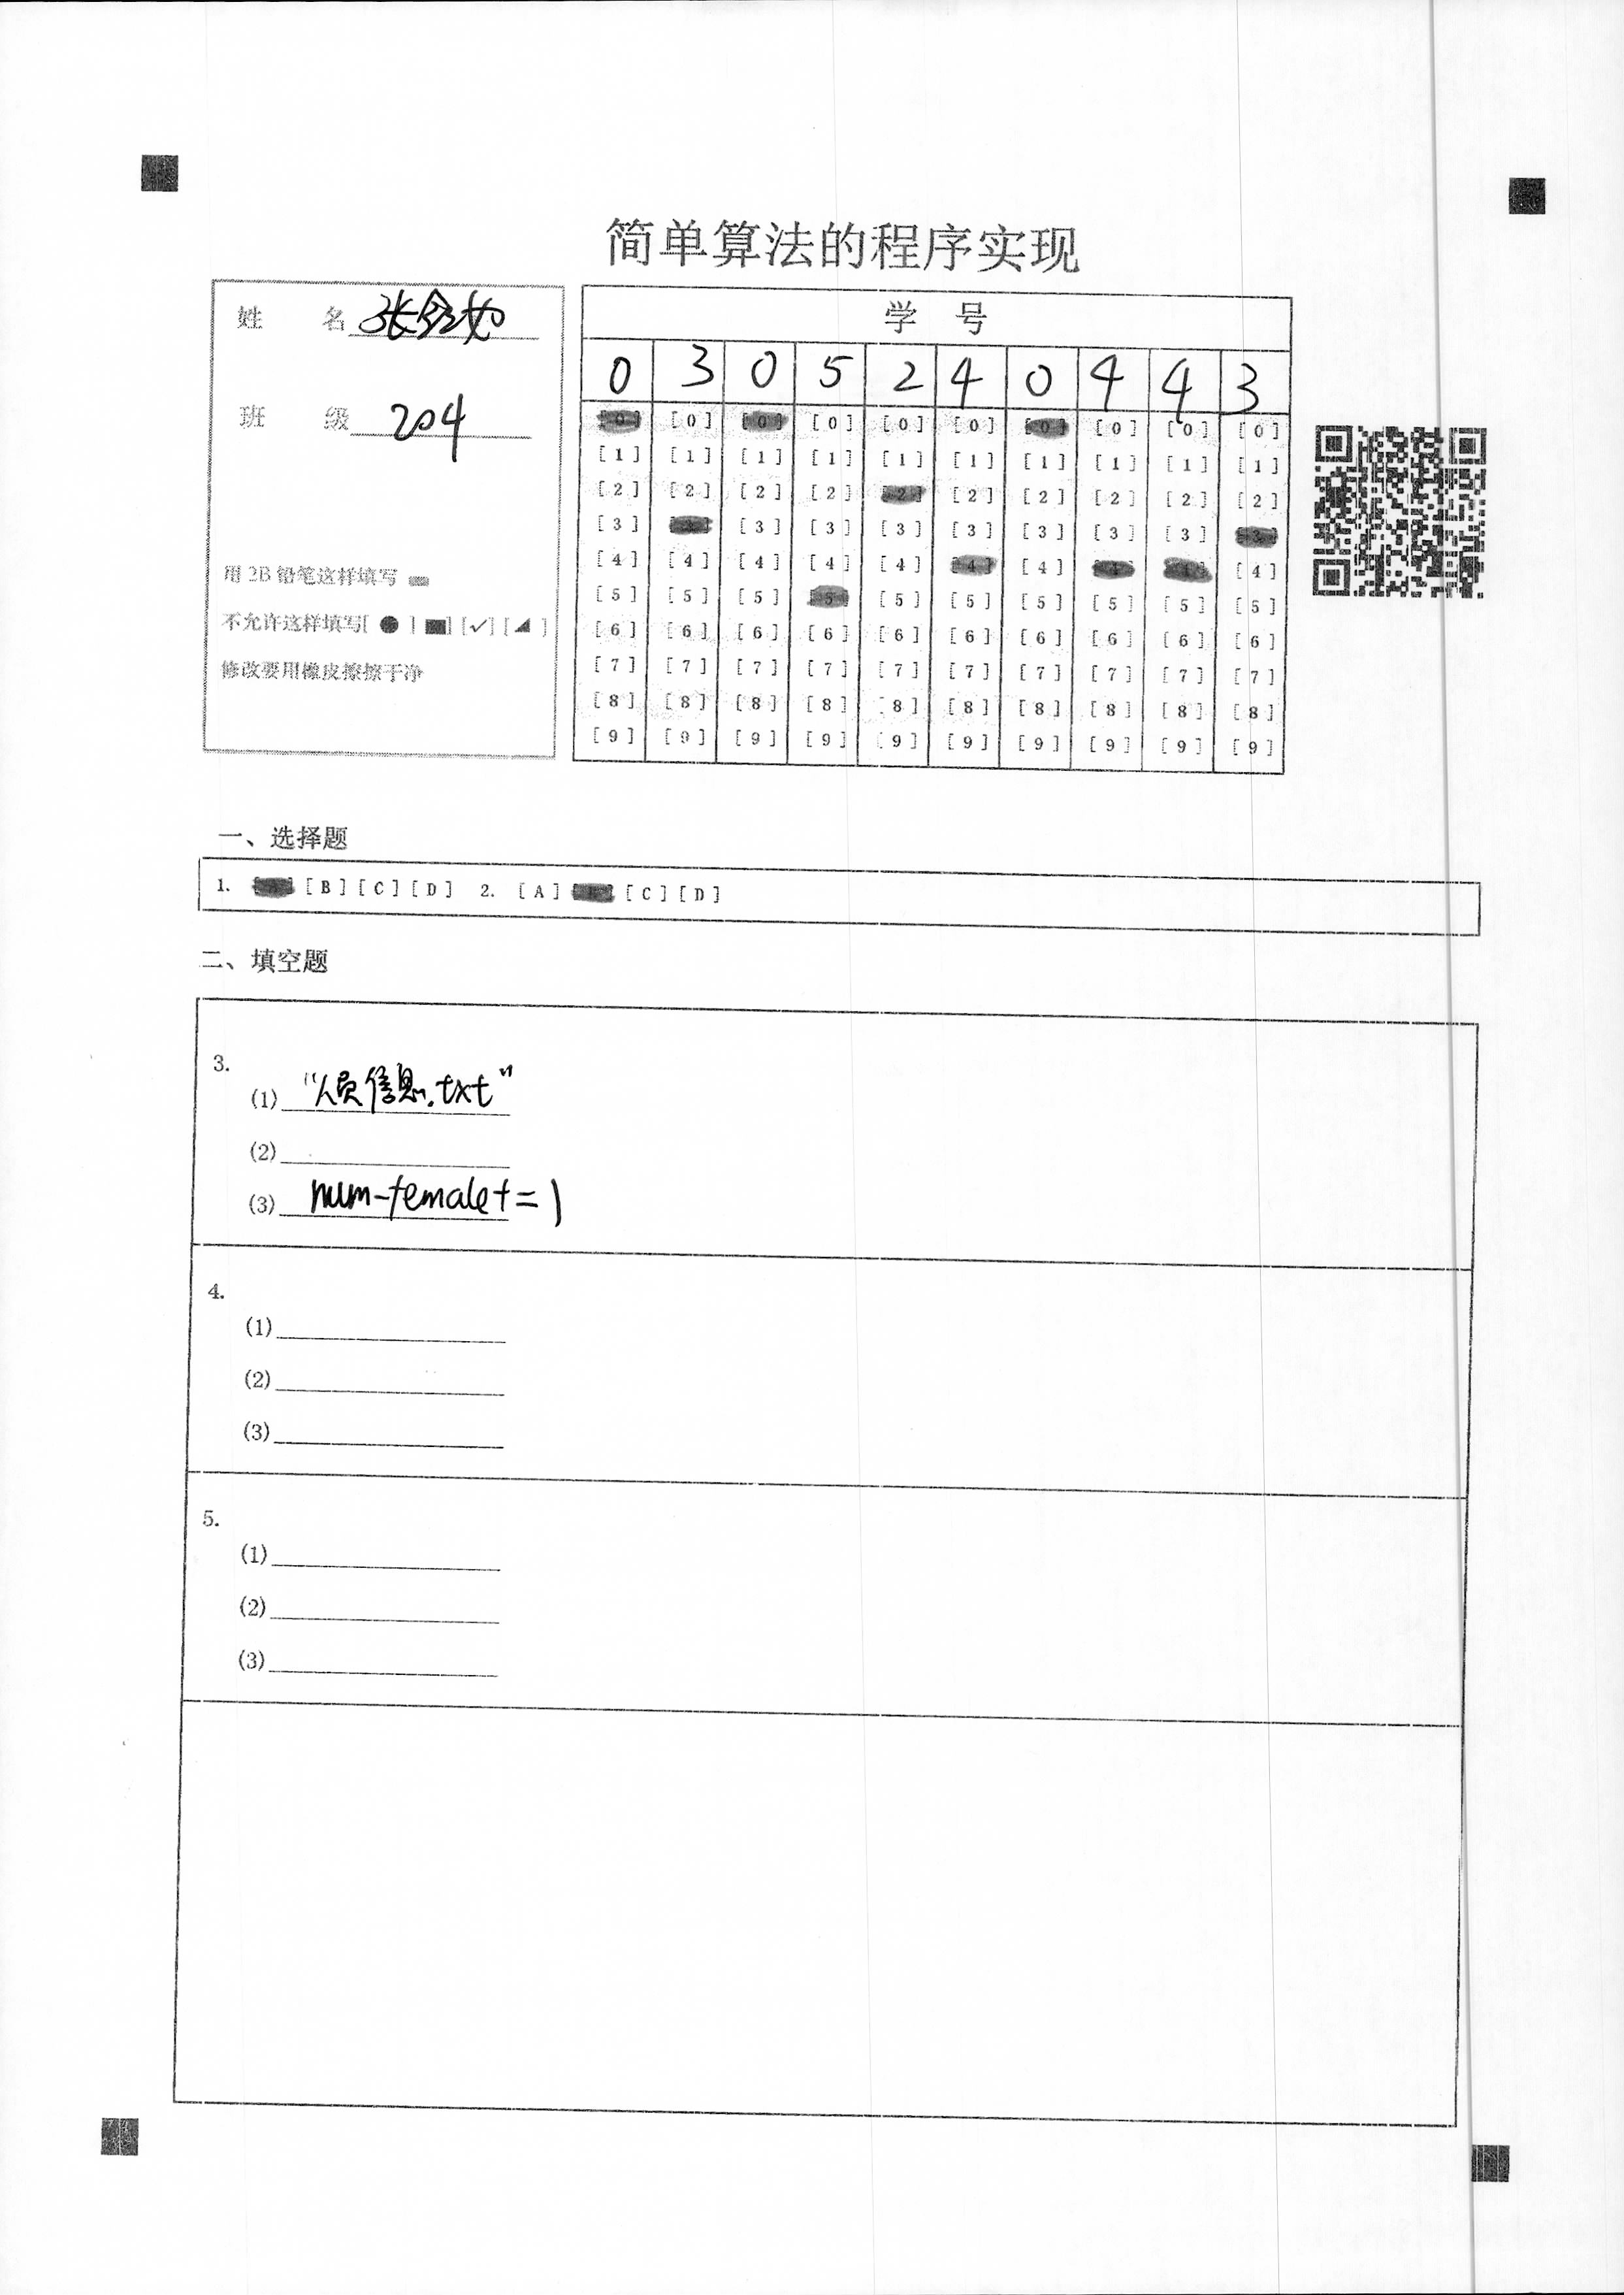 简单算法的程序实现
姓 名 张
班 级 204
用 2B 铅笔这样填写
不允许这样填写[ ● ] [■] [✓] [◢ ]
修改要用橡皮擦擦干净
学 号
0 3 0 5 2 4 0 4 4 3
[0] [0] [0] [0] [0] [0] [0] [0] [0] [0]
[1] [1] [1] [1] [1] [1] [1] [1] [1] [1]
[2] [2] [2] [2] [2] [2] [2] [2] [2] [2]
[3] [3] [3] [3] [3] [3] [3] [3] [3] [3]
[4] [4] [4] [4] [4] [4] [4] [4] [4] [4]
[5] [5] [5] [5] [5] [5] [5] [5] [5] [5]
[6] [6] [6] [6] [6] [6] [6] [6] [6] [6]
[7] [7] [7] [7] [7] [7] [7] [7] [7] [7]
[8] [8] [8] [8] [8] [8] [8] [8] [8] [8]
[9] [9] [9] [9] [9] [9] [9] [9] [9] [9]
一、选择题
1. [A] [B] [C] [D] 2. [A] [B] [C] [D]
二、填空题
3.
(1) "人员信息.txt"
(2)
(3) num-female+=1
4.
(1)
(2)
(3)
5.
(1)
(2)
(3)